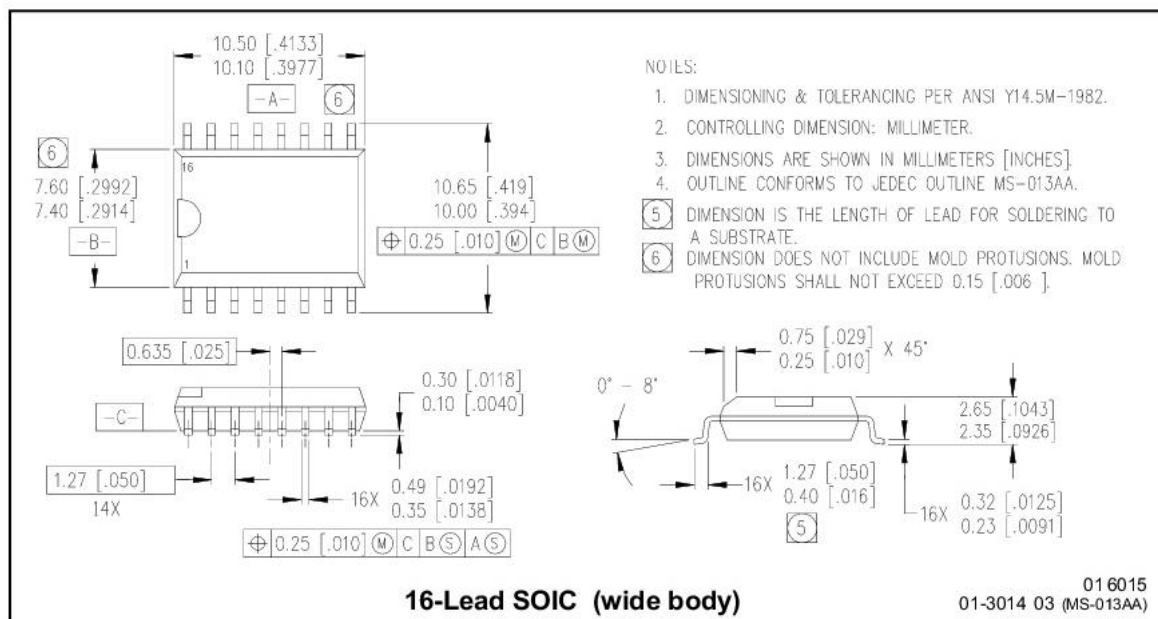 10.50 [.4133]
10.10 [.3977]
-A- 6
16
6
7.60 [.2992]
7.40 [.2914]
-B-
1
10.65 [.419]
10.00 [.394]
⌖ 0.25 [.010] Ⓜ C B Ⓜ
NOTES:
1. DIMENSIONING & TOLERANCING PER ANSI Y14.5M-1982.
2. CONTROLLING DIMENSION: MILLIMETER.
3. DIMENSIONS ARE SHOWN IN MILLIMETERS [INCHES].
4. OUTLINE CONFORMS TO JEDEC OUTLINE MS-013AA.
5 DIMENSION IS THE LENGTH OF LEAD FOR SOLDERING TO
A SUBSTRATE.
6 DIMENSION DOES NOT INCLUDE MOLD PROTUSIONS. MOLD
PROTUSIONS SHALL NOT EXCEED 0.15 [.006 ].
0.635 [.025]
-C-
0.30 [.0118]
0.10 [.0040]
1.27 [.050]
14X
16X 0.49 [.0192]
0.35 [.0138]
⌖ 0.25 [.010] Ⓜ C B Ⓢ A Ⓢ
0.75 [.029]
0.25 [.010] X 45°
0° - 8°
2.65 [.1043]
2.35 [.0926]
16X 1.27 [.050]
0.40 [.016]
5
16X 0.32 [.0125]
0.23 [.0091]
16-Lead SOIC (wide body)
01 6015
01-3014 03 (MS-013AA)